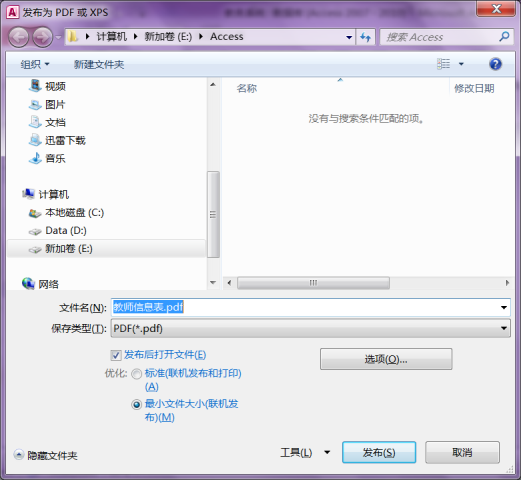 发布为 PDF 或 XPS
计算机 ▸ 新加卷 (E:) ▸ Access
搜索 Access
组织 新建文件夹
视频
图片
文档
迅雷下载
音乐
计算机
本地磁盘 (C:)
Data (D:)
新加卷 (E:)
网络
名称 修改日期
没有与搜索条件匹配的项。
文件名(N): 教师信息表.pdf
保存类型(T): PDF(*.pdf)
发布后打开文件(E)
优化: 标准(联机发布和打印)
(A)
最小文件大小(联机发
布)(M)
选项(O)...
隐藏文件夹 工具(L) 发布(S) 取消